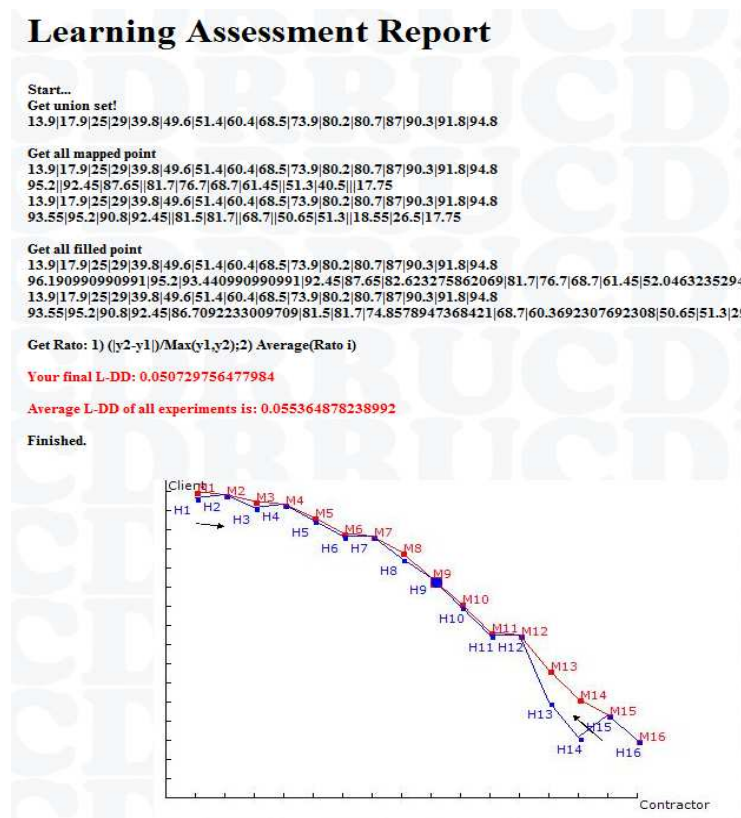 Learning Assessment Report
Start...
Get union set!
13.9|17.9|25|29|39.8|49.6|51.4|60.4|68.5|73.9|80.2|80.7|87|90.3|91.8|94.8
Get all mapped point
13.9|17.9|25|29|39.8|49.6|51.4|60.4|68.5|73.9|80.2|80.7|87|90.3|91.8|94.8
95.2||92.45|87.65||81.7|76.7|68.7|61.45||51.3|40.5|||17.75
13.9|17.9|25|29|39.8|49.6|51.4|60.4|68.5|73.9|80.2|80.7|87|90.3|91.8|94.8
93.55|95.2|90.8|92.45||81.5|81.7||68.7||50.65|51.3||18.55|26.5|17.75
Get all filled point
13.9|17.9|25|29|39.8|49.6|51.4|60.4|68.5|73.9|80.2|80.7|87|90.3|91.8|94.8
96.190990990991|95.2|93.440990990991|92.45|87.65|82.623275862069|81.7|76.7|68.7|61.45|52.0463235294
13.9|17.9|25|29|39.8|49.6|51.4|60.4|68.5|73.9|80.2|80.7|87|90.3|91.8|94.8
93.55|95.2|90.8|92.45|86.7092233009709|81.5|81.7|74.8578947368421|68.7|60.3692307692308|50.65|51.3|29
Get Rato: 1) (|y2-y1|)/Max(y1,y2);2) Average(Rato i)
Your final L-DD: 0.050729756477984
Average L-DD of all experiments is: 0.055364878238992
Finished.
Client
M1
M2
M3
M4
M5
M6
M7
M8
M9
M10
M11
M12
M13
M14
M15
M16
H1
H2
H3
H4
H5
H6
H7
H8
H9
H10
H11
H12
H13
H14
H15
H16
Contractor